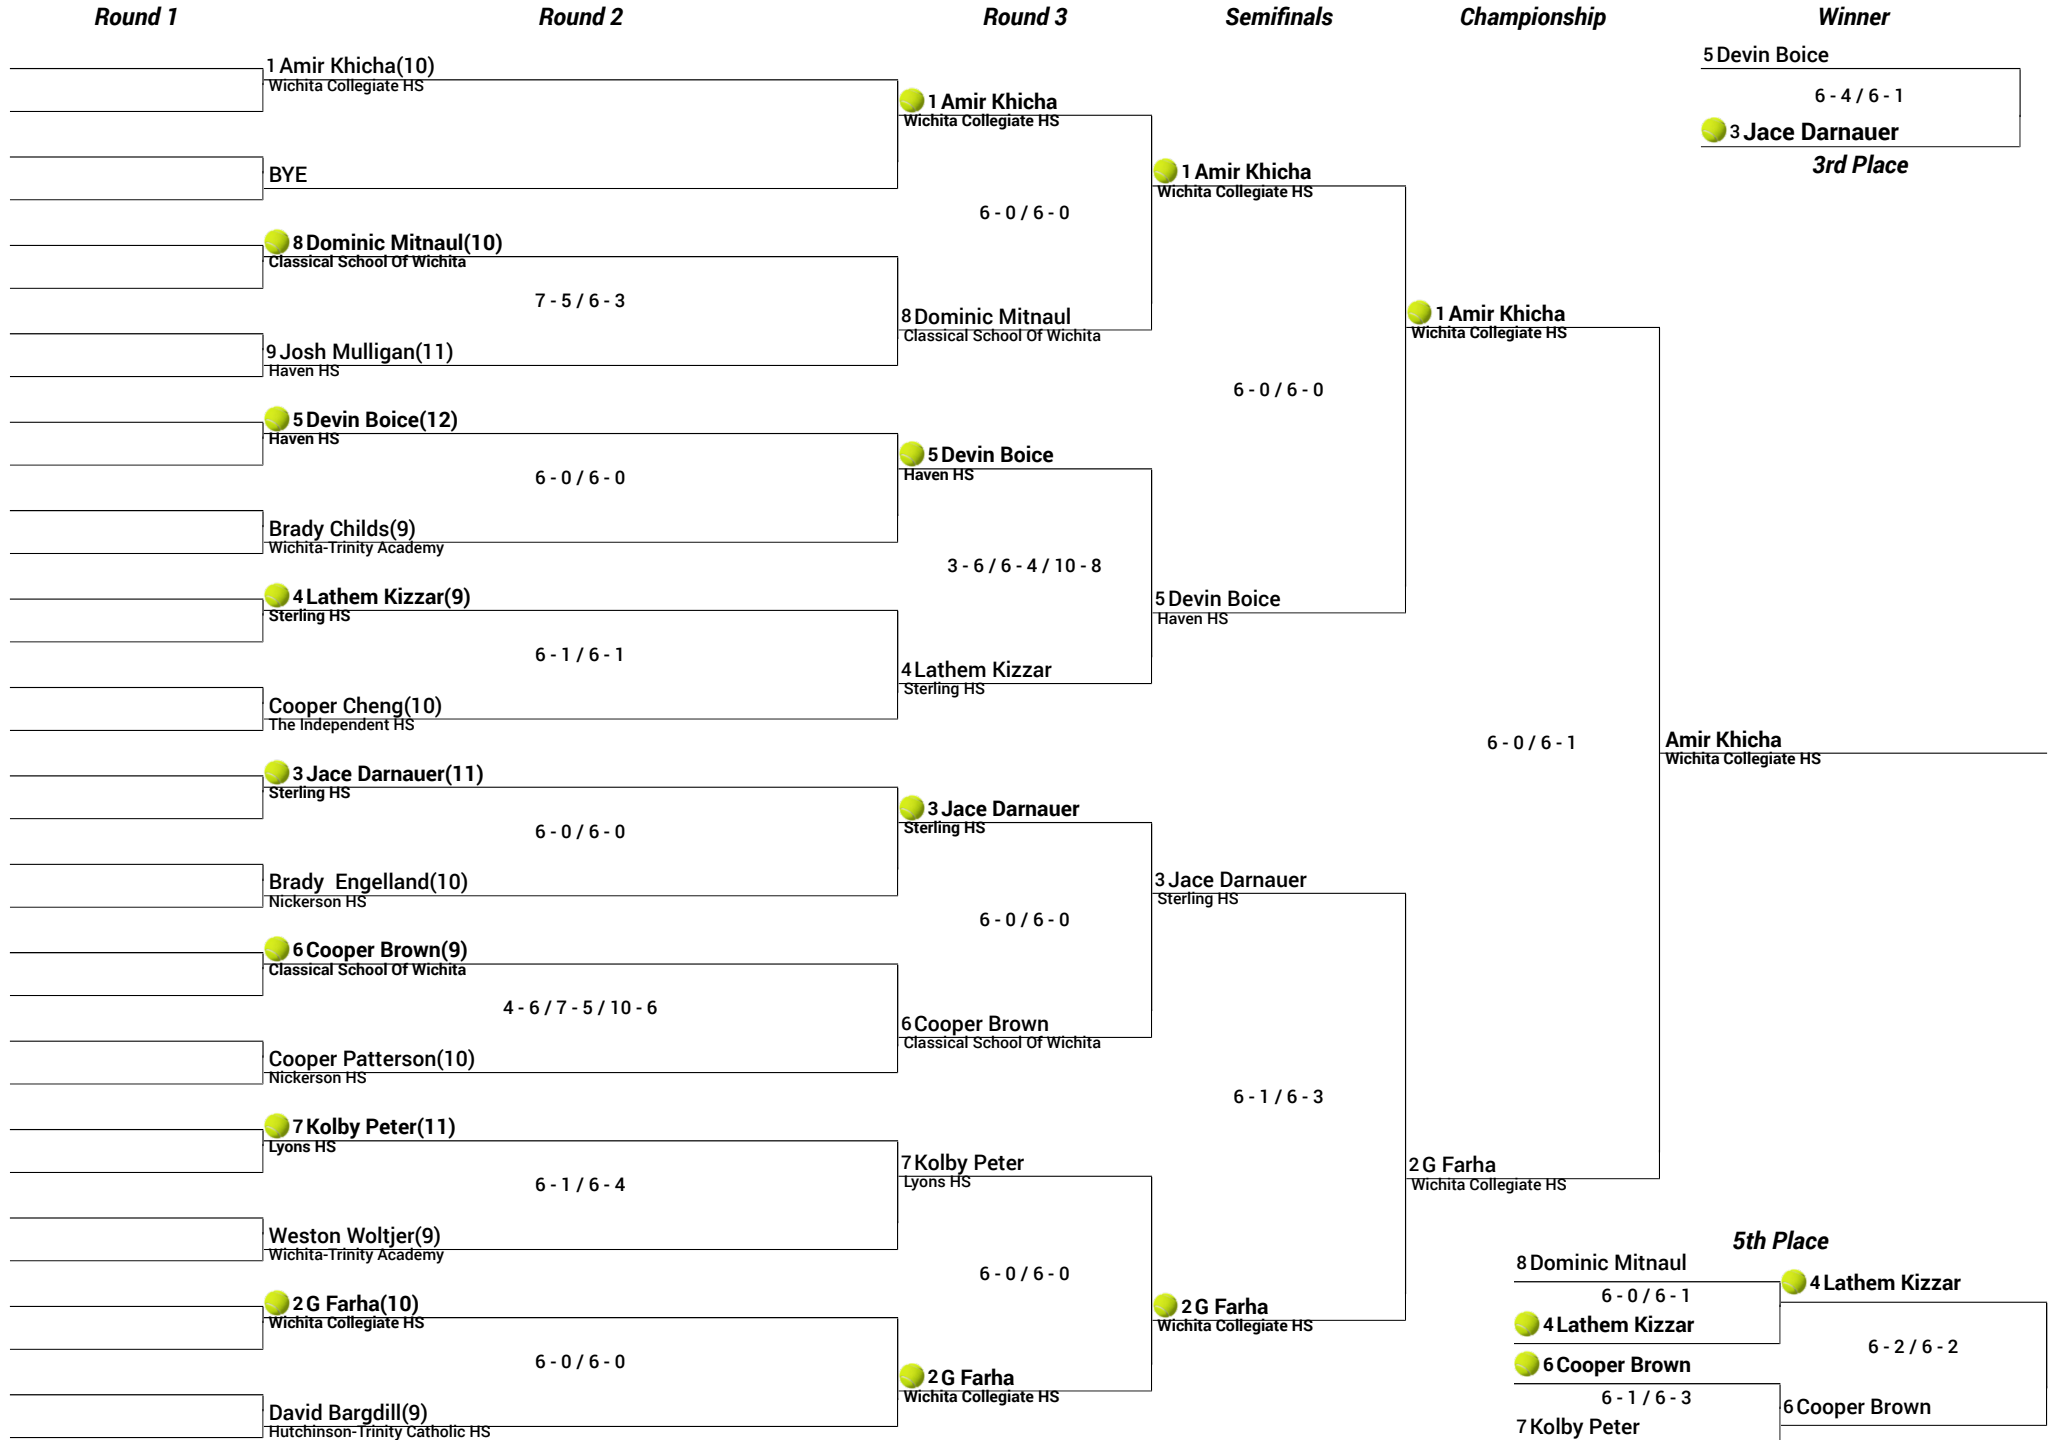 Round 1
Round 2
Round 3
Semifinals
Championship
Winner
1 Amir Khicha(10)
Wichita Collegiate HS
BYE
8 Dominic Mitnaul(10)
Classical School Of Wichita
7 - 5 / 6 - 3
9 Josh Mulligan(11)
Haven HS
5 Devin Boice(12)
Haven HS
6 - 0 / 6 - 0
Brady Childs(9)
Wichita-Trinity Academy
4 Lathem Kizzar(9)
Sterling HS
6 - 1 / 6 - 1
Cooper Cheng(10)
The Independent HS
3 Jace Darnauer(11)
Sterling HS
6 - 0 / 6 - 0
Brady  Engelland(10)
Nickerson HS
6 Cooper Brown(9)
Classical School Of Wichita
4 - 6 / 7 - 5 / 10 - 6
Cooper Patterson(10)
Nickerson HS
7 Kolby Peter(11)
Lyons HS
6 - 1 / 6 - 4
Weston Woltjer(9)
Wichita-Trinity Academy
2 G Farha(10)
Wichita Collegiate HS
6 - 0 / 6 - 0
David Bargdill(9)
Hutchinson-Trinity Catholic HS
1 Amir Khicha
Wichita Collegiate HS
6 - 0 / 6 - 0
8 Dominic Mitnaul
Classical School Of Wichita
5 Devin Boice
Haven HS
3 - 6 / 6 - 4 / 10 - 8
4 Lathem Kizzar
Sterling HS
3 Jace Darnauer
Sterling HS
6 - 0 / 6 - 0
6 Cooper Brown
Classical School Of Wichita
7 Kolby Peter
Lyons HS
6 - 0 / 6 - 0
2 G Farha
Wichita Collegiate HS
1 Amir Khicha
Wichita Collegiate HS
6 - 0 / 6 - 0
5 Devin Boice
Haven HS
3 Jace Darnauer
Sterling HS
6 - 1 / 6 - 3
2 G Farha
Wichita Collegiate HS
1 Amir Khicha
Wichita Collegiate HS
6 - 0 / 6 - 1
2 G Farha
Wichita Collegiate HS
Amir Khicha
Wichita Collegiate HS
5 Devin Boice
6 - 4 / 6 - 1
3 Jace Darnauer
3rd Place
5th Place
8 Dominic Mitnaul
6 - 0 / 6 - 1
4 Lathem Kizzar
6 Cooper Brown
6 - 1 / 6 - 3
7 Kolby Peter
4 Lathem Kizzar
6 - 2 / 6 - 2
6 Cooper Brown